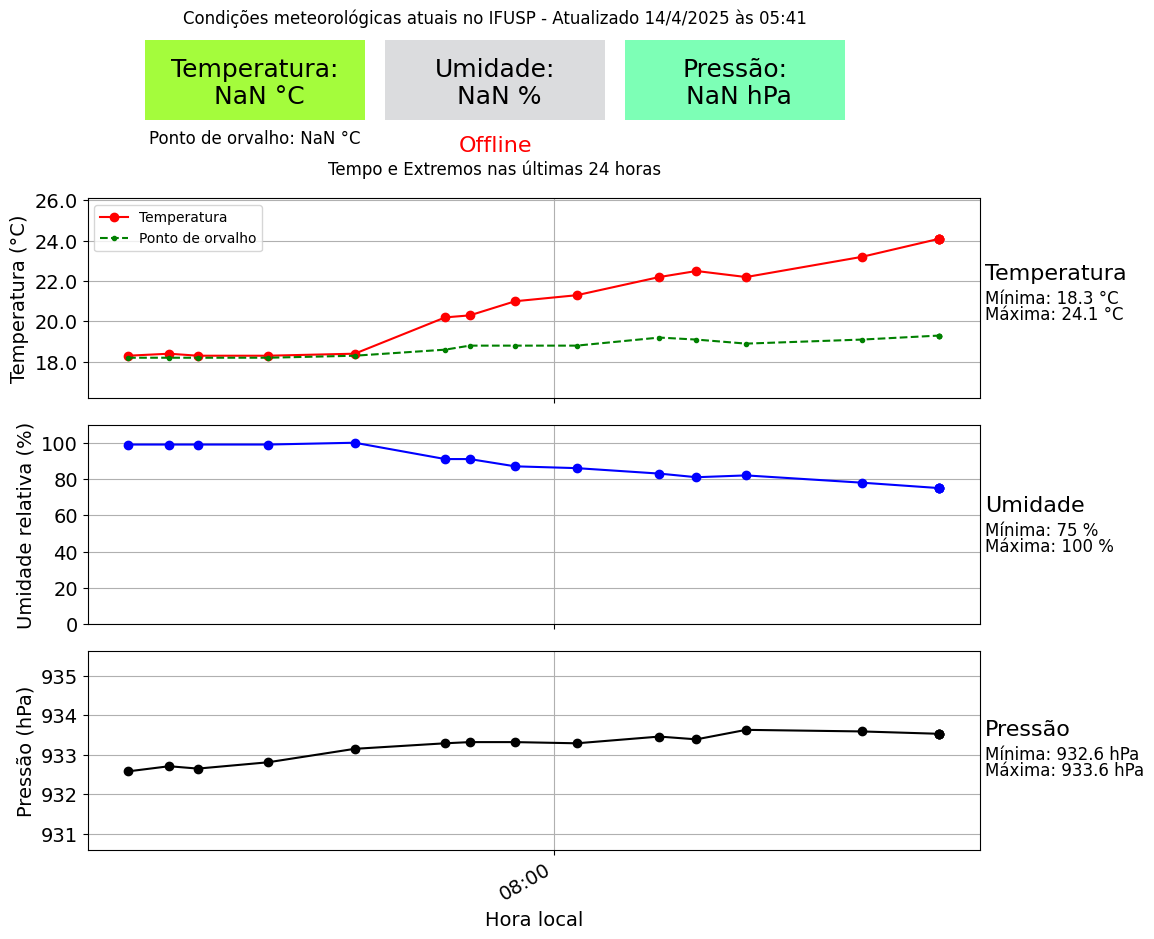 Condições meteorológicas atuais no IFUSP - Atualizado 14/4/2025 às 05:41
Temperatura:
NaN °C
Umidade:
NaN %
Pressão:
NaN hPa
Ponto de orvalho: NaN °C
Offline
Tempo e Extremos nas últimas 24 horas
Temperatura (°C)
26.0
24.0
22.0
20.0
18.0
Temperatura
Ponto de orvalho
Temperatura
Mínima: 18.3 °C
Máxima: 24.1 °C
Umidade relativa (%)
100
80
60
40
20
0
Umidade
Mínima: 75 %
Máxima: 100 %
Pressão (hPa)
935
934
933
932
931
Pressão
Mínima: 932.6 hPa
Máxima: 933.6 hPa
08:00
Hora local